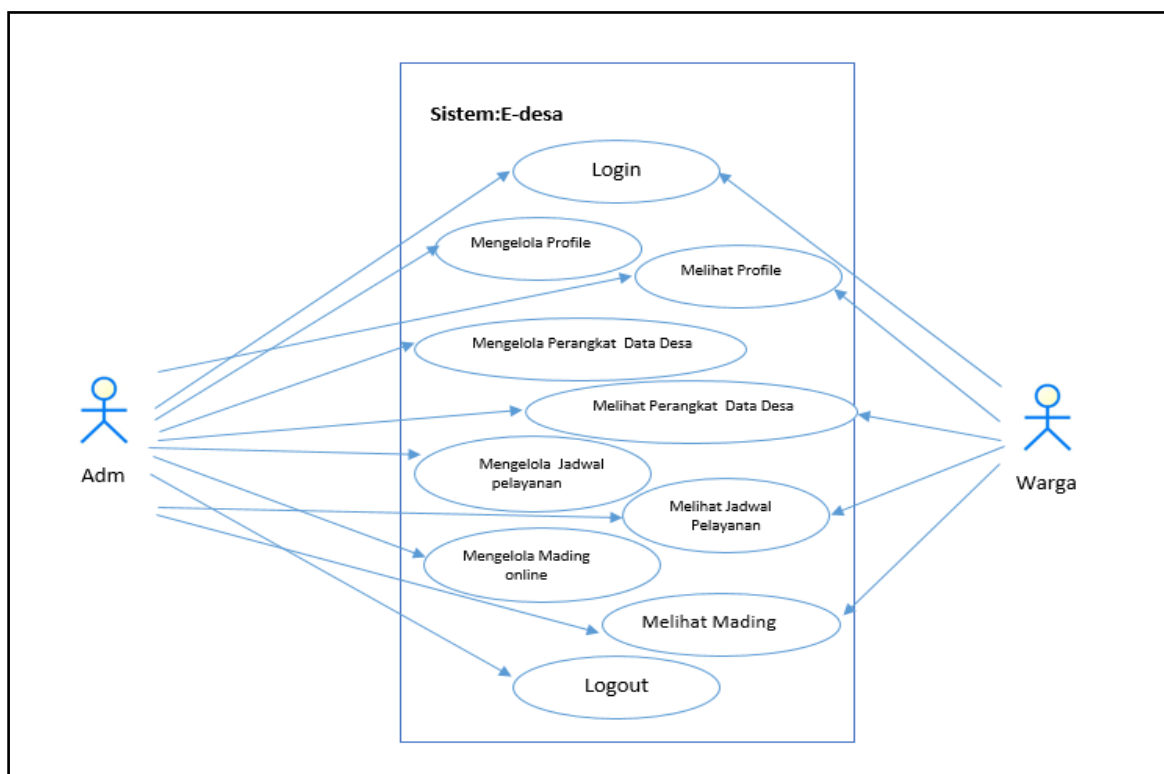 Sistem:E-desa
Login
Mengelola Profile
Melihat Profile
Mengelola Perangkat Data Desa
Melihat Perangkat Data Desa
Adm
Warga
Mengelola Jadwal
pelayanan
Melihat Jadwal
Pelayanan
Mengelola Mading
online
Melihat Mading
Logout